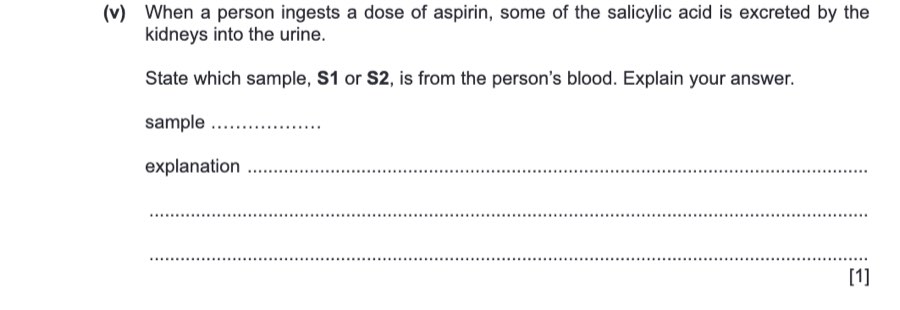 (v) When a person ingests a dose of aspirin, some of the salicylic acid is excreted by the
kidneys into the urine.
State which sample, S1 or S2, is from the person's blood. Explain your answer.
sample ...................
explanation ..............................................................................................................
..............................................................................................................................
..............................................................................................................................
[1]